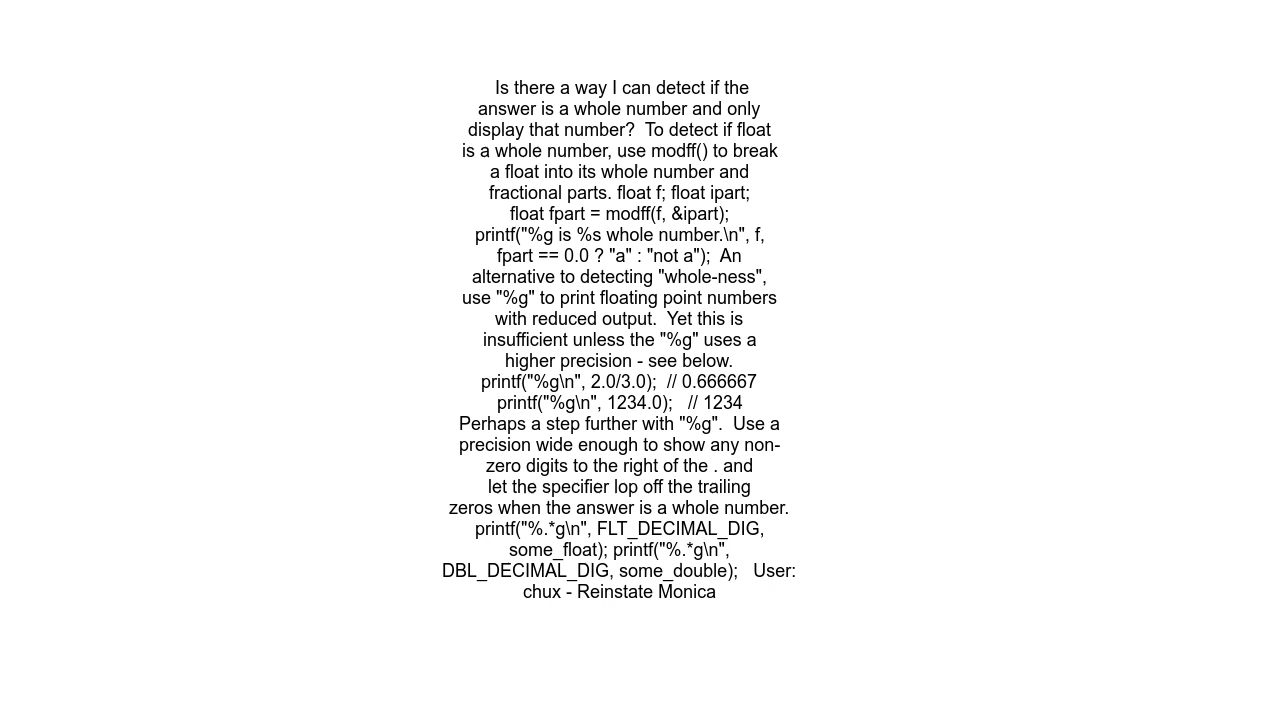 Is there a way I can detect if the
answer is a whole number and only
display that number?  To detect if float
is a whole number, use modff() to break
a float into its whole number and
fractional parts. float f; float ipart;
float fpart = modff(f, &ipart);
printf("%g is %s whole number.\n", f,
fpart == 0.0 ? "a" : "not a");  An
alternative to detecting "whole-ness",
use "%g" to print floating point numbers
with reduced output.  Yet this is
insufficient unless the "%g" uses a
higher precision - see below.
printf("%g\n", 2.0/3.0);  // 0.666667
printf("%g\n", 1234.0);   // 1234
Perhaps a step further with "%g".  Use a
precision wide enough to show any non-
zero digits to the right of the . and
let the specifier lop off the trailing
zeros when the answer is a whole number.
printf("%.*g\n", FLT_DECIMAL_DIG,
some_float); printf("%.*g\n",
DBL_DECIMAL_DIG, some_double);   User:
chux - Reinstate Monica